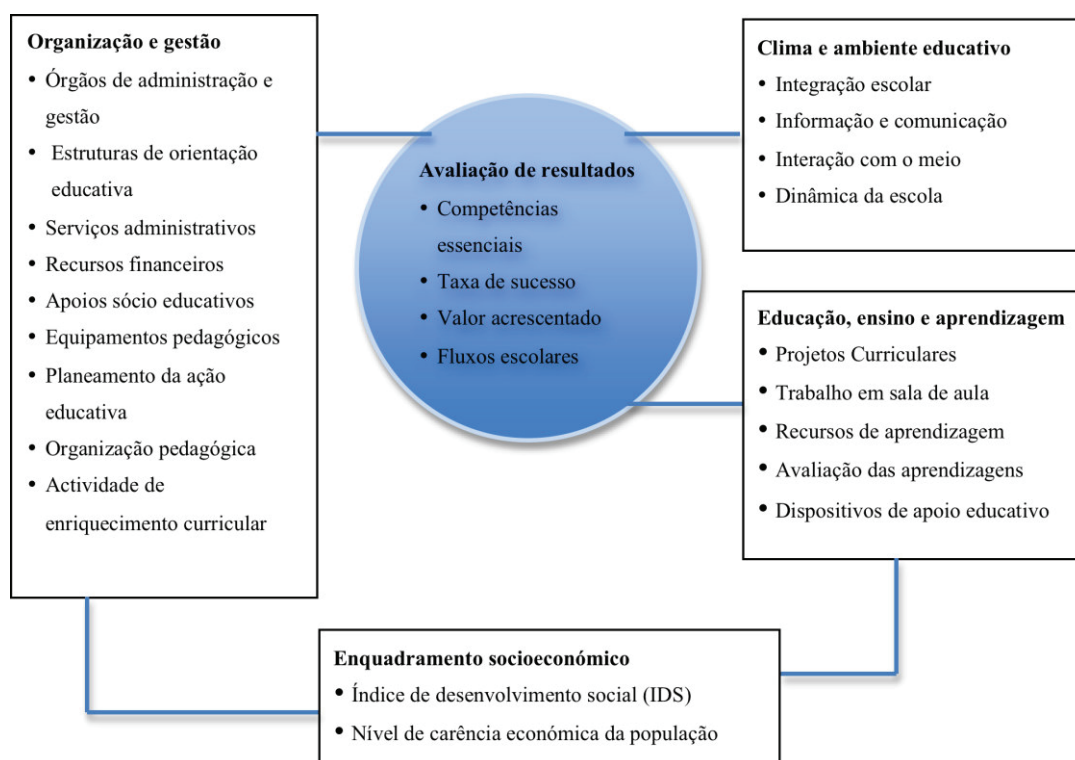 Organização e gestão
• Órgãos de administração e
gestão
• Estruturas de orientação
educativa
• Serviços administrativos
• Recursos financeiros
• Apoios sócio educativos
• Equipamentos pedagógicos
• Planeamento da ação
educativa
• Organização pedagógica
• Actividade de
enriquecimento curricular
Avaliação de resultados
• Competências
essenciais
• Taxa de sucesso
• Valor acrescentado
• Fluxos escolares
Clima e ambiente educativo
• Integração escolar
• Informação e comunicação
• Interação com o meio
• Dinâmica da escola
Educação, ensino e aprendizagem
• Projetos Curriculares
• Trabalho em sala de aula
• Recursos de aprendizagem
• Avaliação das aprendizagens
• Dispositivos de apoio educativo
Enquadramento socioeconómico
• Índice de desenvolvimento social (IDS)
• Nível de carência económica da população